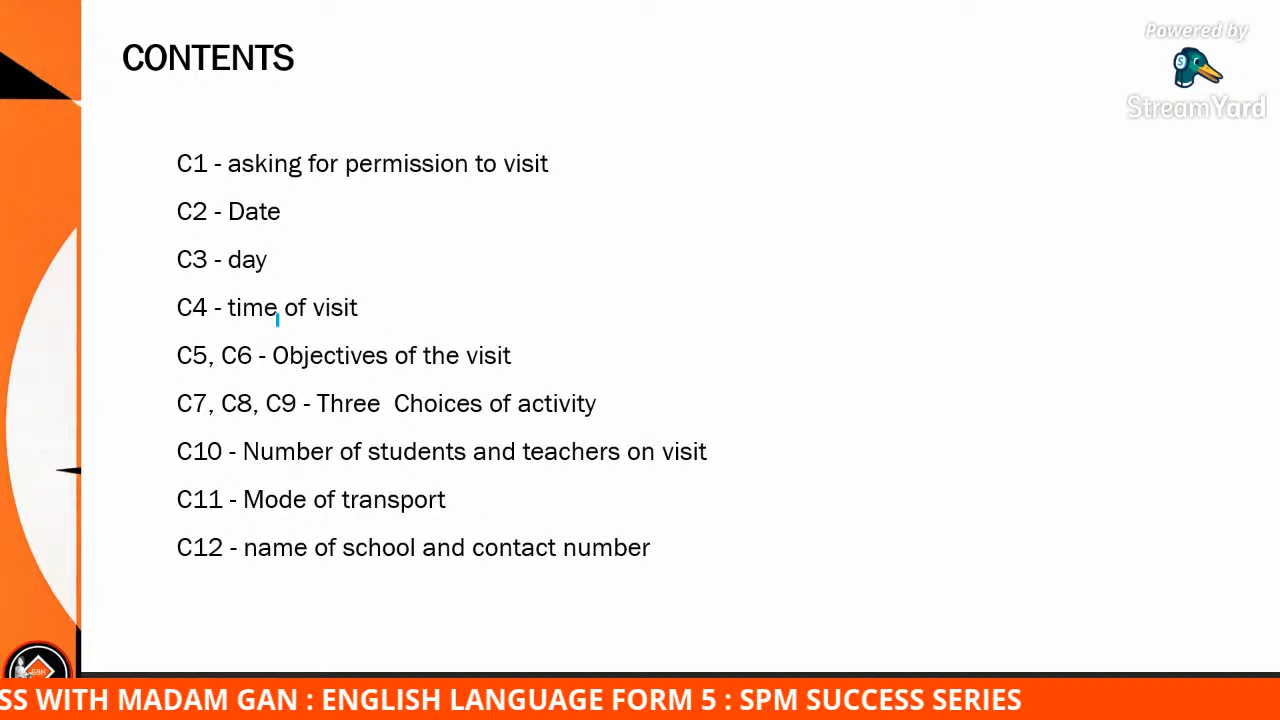 CONTENTS
Powered by
StreamYard
C1 - asking for permission to visit
C2 - Date
C3 - day
C4 - time of visit
C5, C6 - Objectives of the visit
C7, C8, C9 - Three Choices of activity
C10 - Number of students and teachers on visit
C11 - Mode of transport
C12 - name of school and contact number
SS WITH MADAM GAN : ENGLISH LANGUAGE FORM 5 : SPM SUCCESS SERIES